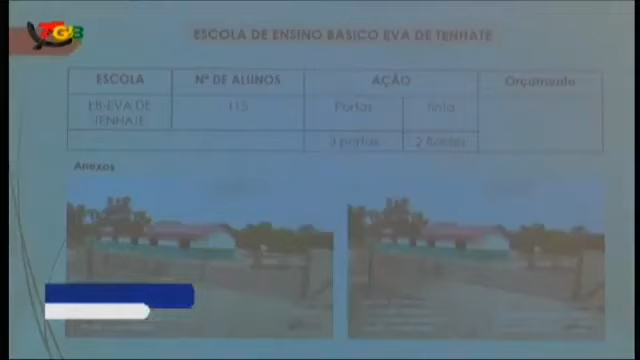 TGB
ESCOLA DE ENSINO BASICO EVA DE TENHATE
ESCOLA Nº DE ALUNOS AÇÃO Orçamento
EB-EVA DE TENHATE 115 Portas tinta
3 portas 2 Baldes
Anexos